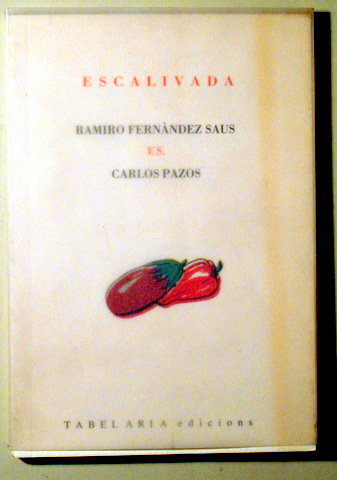 ESCALIVADA
RAMIRO FERNÀNDEZ SAUS
ES.
CARLOS PAZOS
TABELARIA edicions